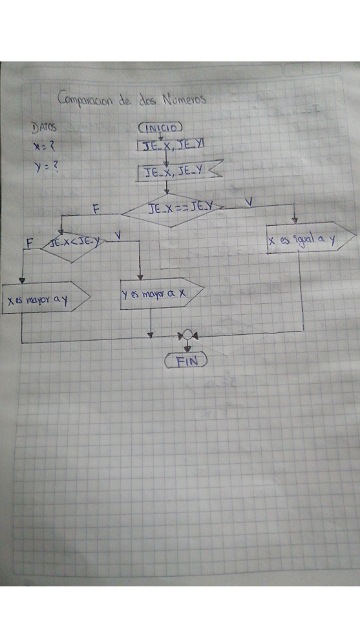 Comparacion de dos Numeros
DATOS
x = ?
y = ?
INICIO
JE_X, JE_Y
JE_X, JE_Y
JE_X==JE_Y
F
V
JE_X<JE_Y
F
V
x es igual a y
x es mayor a y
y es mayor a x
FIN